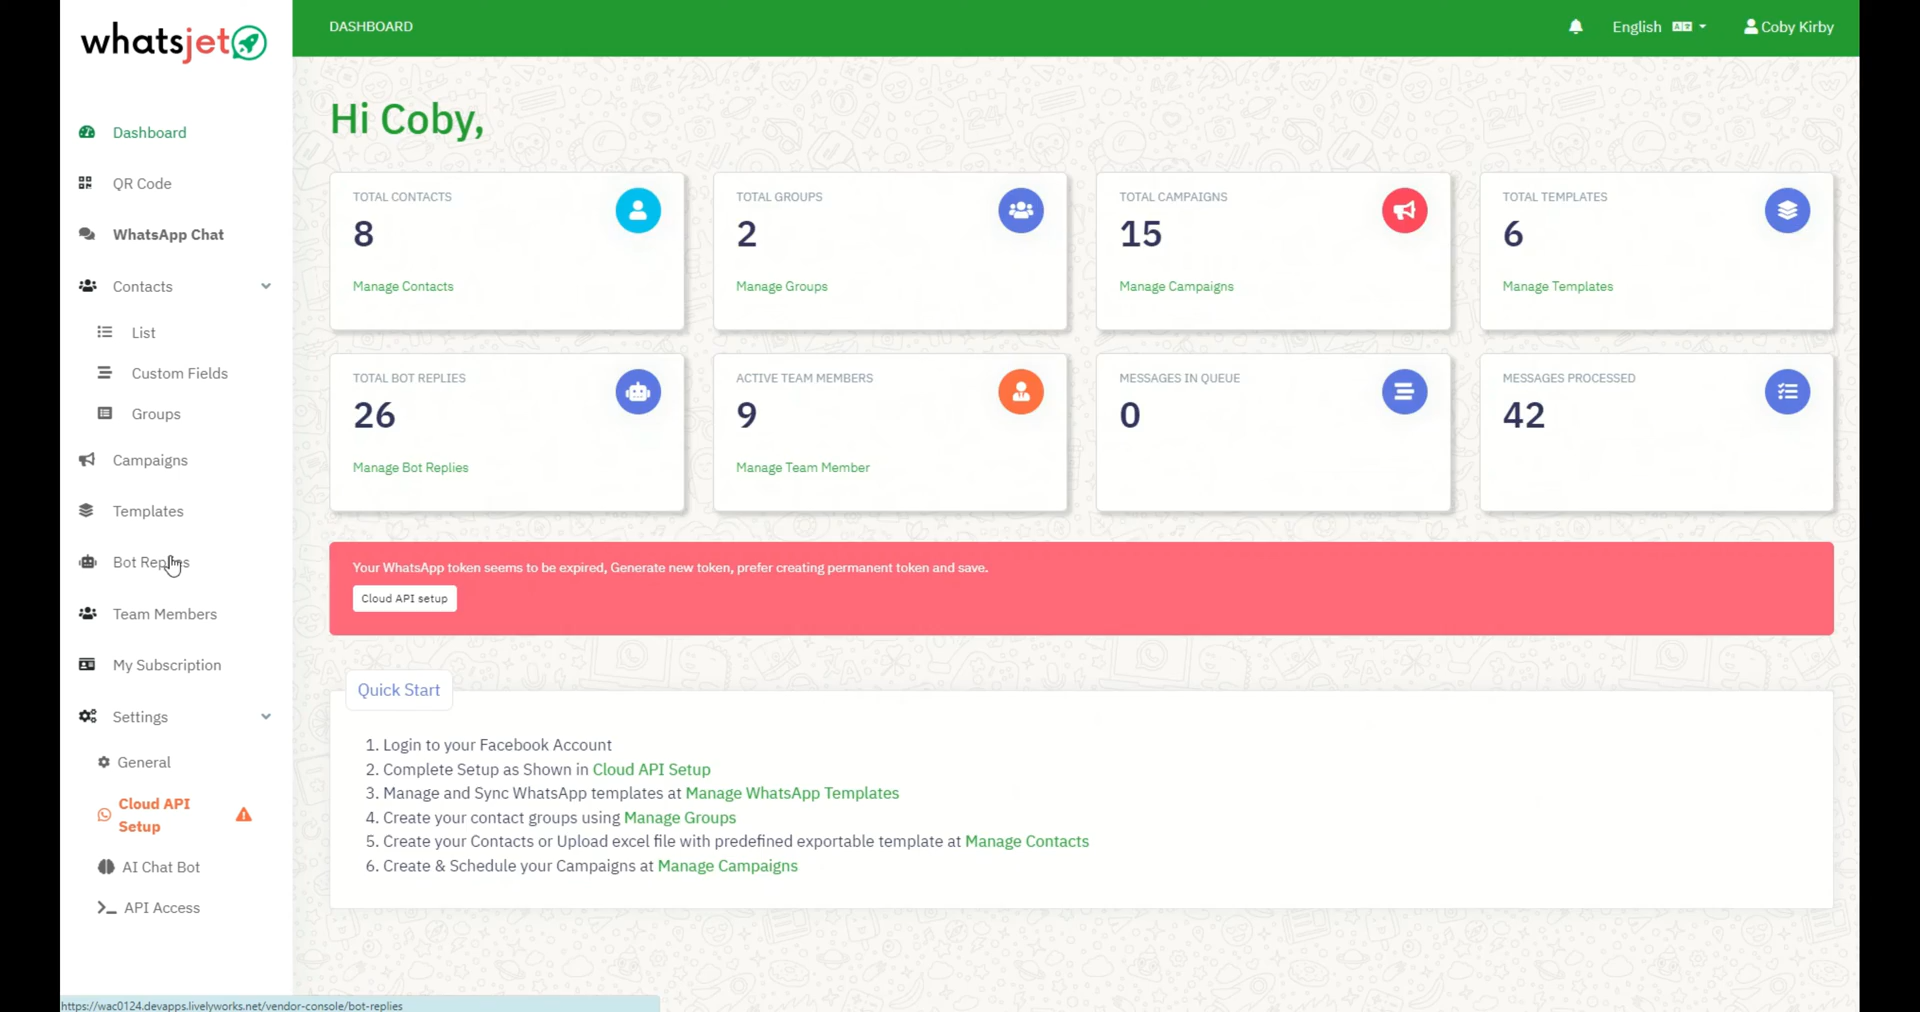 whatsjet
DASHBOARD
English
Coby Kirby
Dashboard
QR Code
WhatsApp Chat
Contacts
List
Custom Fields
Groups
Campaigns
Templates
Bot Replies
Team Members
My Subscription
Settings
General
Cloud API
Setup
AI Chat Bot
API Access
Hi Coby,
TOTAL CONTACTS
8
Manage Contacts
TOTAL GROUPS
2
Manage Groups
TOTAL CAMPAIGNS
15
Manage Campaigns
TOTAL TEMPLATES
6
Manage Templates
TOTAL BOT REPLIES
26
Manage Bot Replies
ACTIVE TEAM MEMBERS
9
Manage Team Member
MESSAGES IN QUEUE
0
MESSAGES PROCESSED
42
Your WhatsApp token seems to be expired, Generate new token, prefer creating permanent token and save.
Cloud API setup
Quick Start
1. Login to your Facebook Account
2. Complete Setup as Shown in Cloud API Setup
3. Manage and Sync WhatsApp templates at Manage WhatsApp Templates
4. Create your contact groups using Manage Groups
5. Create your Contacts or Upload excel file with predefined exportable template at Manage Contacts
6. Create & Schedule your Campaigns at Manage Campaigns
https://wac0124.devapps.livelyworks.net/vendor-console/bot-replies